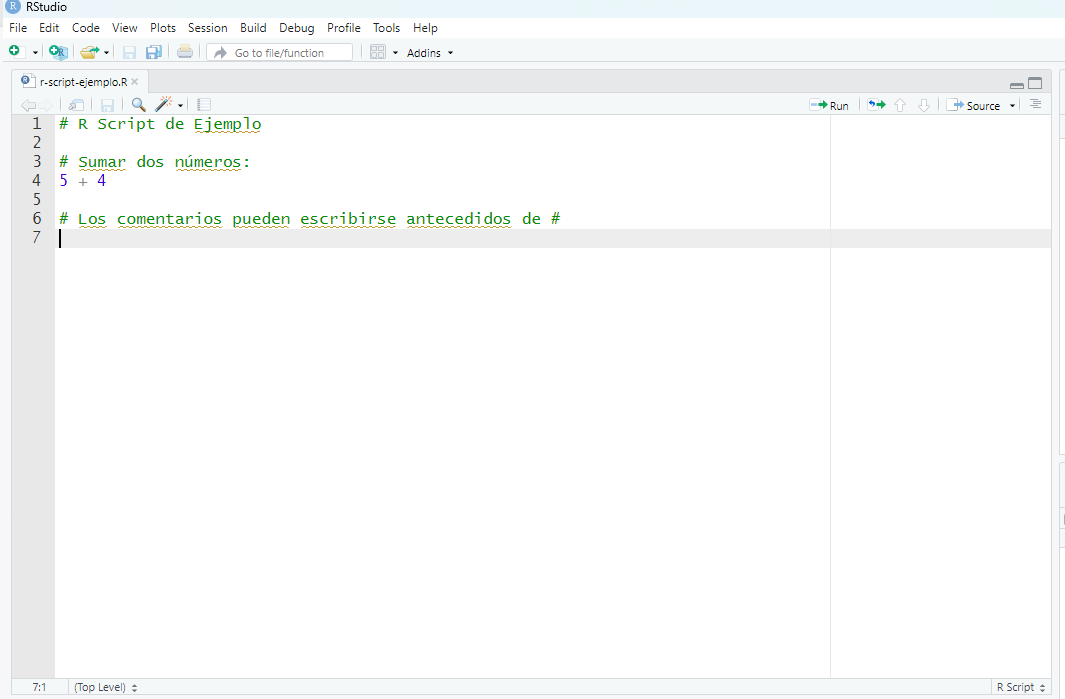 RStudio
File Edit Code View Plots Session Build Debug Profile Tools Help
Go to file/function Addins
r-script-ejemplo.R
Run Source
1 # R Script de Ejemplo
2
3 # Sumar dos números:
4 5 + 4
5
6 # Los comentarios pueden escribirse antecedidos de #
7
7:1 (Top Level) R Script